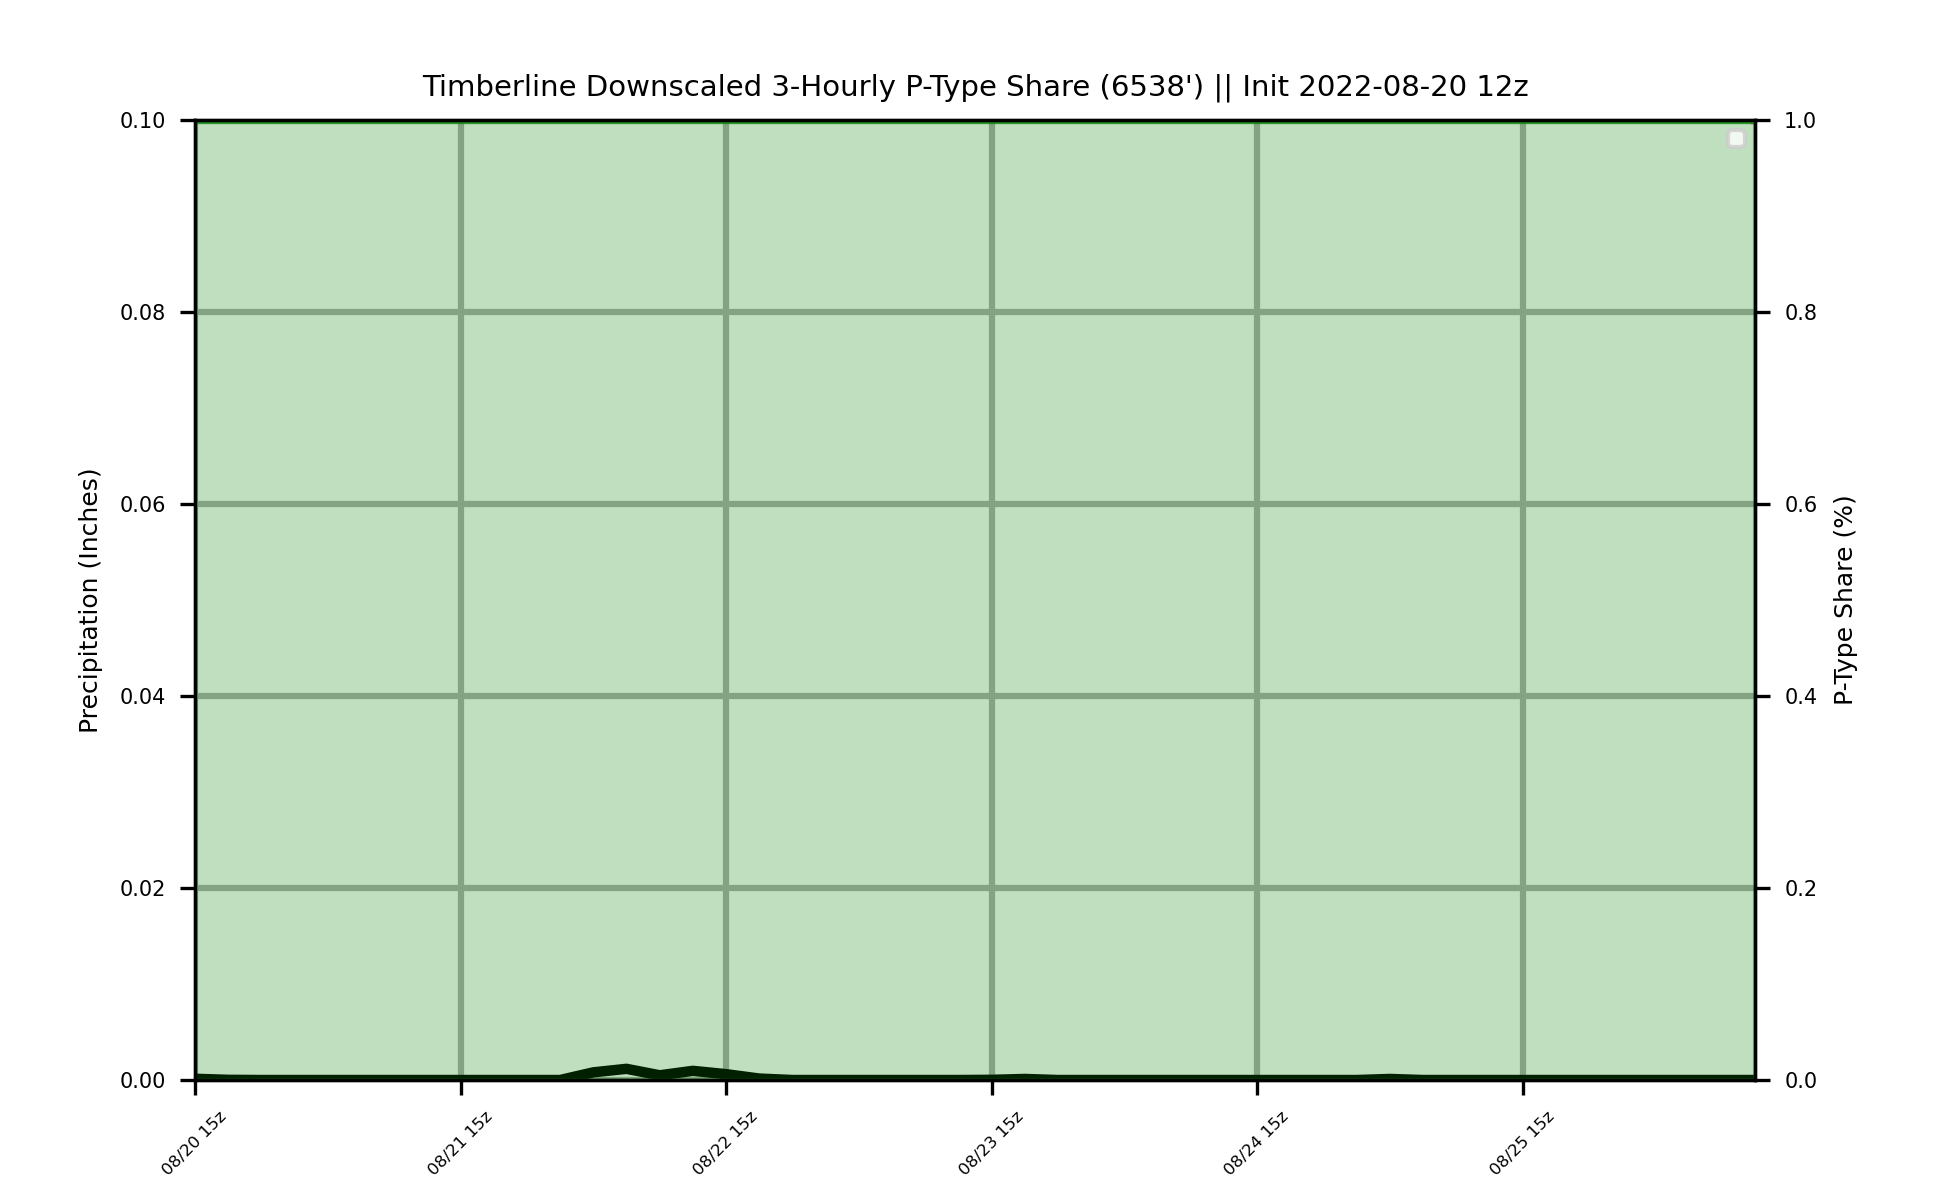 Timberline Downscaled 3-Hourly P-Type Share (6538') || Init 2022-08-20 12z
0.10
0.08
0.06
0.04
0.02
0.00
Precipitation (Inches)
1.0
0.8
0.6
0.4
0.2
0.0
P-Type Share (%)
08/20 15z
08/21 15z
08/22 15z
08/23 15z
08/24 15z
08/25 15z